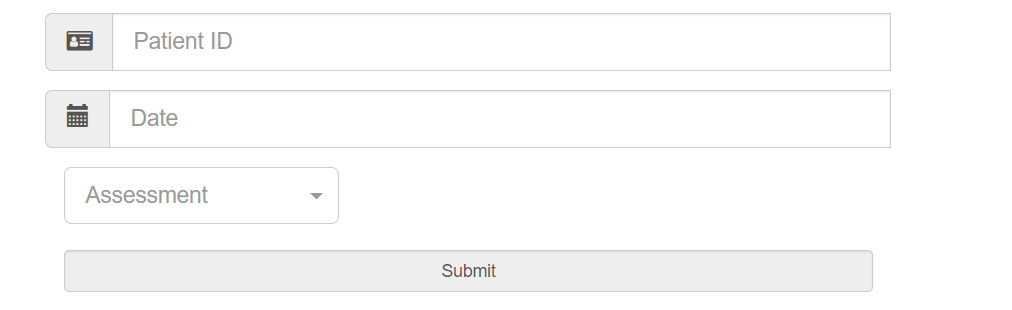 Patient ID
Date
Assessment
Submit